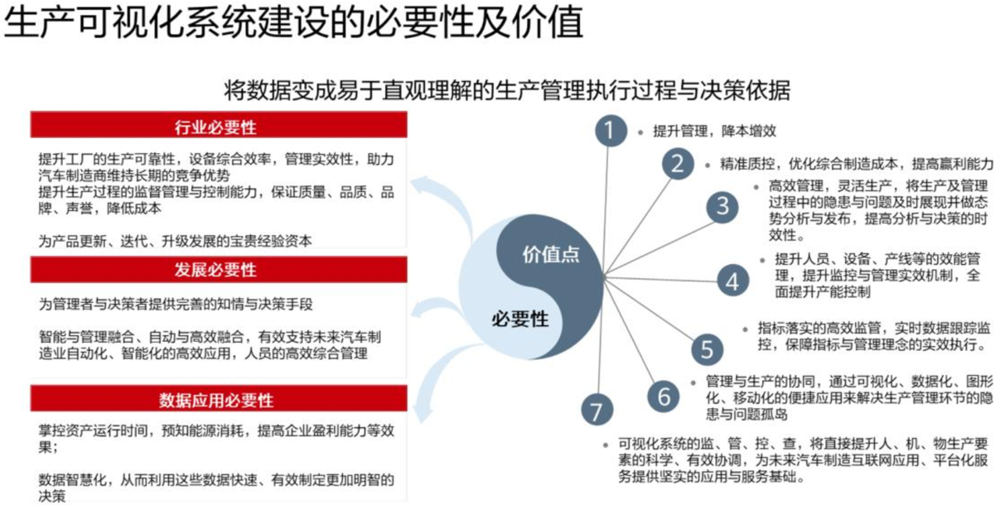 生产可视化系统建设的必要性及价值
将数据变成易于直观理解的生产管理执行过程与决策依据
行业必要性
提升工厂的生产可靠性，设备综合效率，管理实效性，助力
汽车制造商维持长期的竞争优势
提升生产过程的监督管理与控制能力，保证质量、品质、品
牌、声誉，降低成本
为产品更新、迭代、升级发展的宝贵经验资本
发展必要性
为管理者与决策者提供完善的知情与决策手段
智能与管理融合、自动与高效融合，有效支持未来汽车制
造业自动化、智能化的高效应用，人员的高效综合管理
数据应用必要性
掌控资产运行时间，预知能源消耗，提高企业盈利能力等效
果；
数据智慧化，从而利用这些数据快速、有效制定更加明智的
决策
价值点
必要性
1
• 提升管理，降本增效
2
• 精准质控，优化综合制造成本，提高赢利能力
3
• 高效管理，灵活生产，将生产及管理
过程中的隐患与问题及时展现并做态
势分析与发布，提高分析与决策的时
效性。
4
• 提升人员、设备、产线等的效能管
理，提升监控与管理实效机制，全
面提升产能控制
5
• 指标落实的高效监管，实时数据跟踪监
控，保障指标与管理理念的实效执行。
6
• 管理与生产的协同，通过可视化、数据化、图形
化、移动化的便捷应用来解决生产管理环节的隐
患与问题孤岛
7
• 可视化系统的监、管、控、查，将直接提升人、机、物生产要
素的科学、有效协调，为未来汽车制造互联网应用、平台化服
务提供坚实的应用与服务基础。